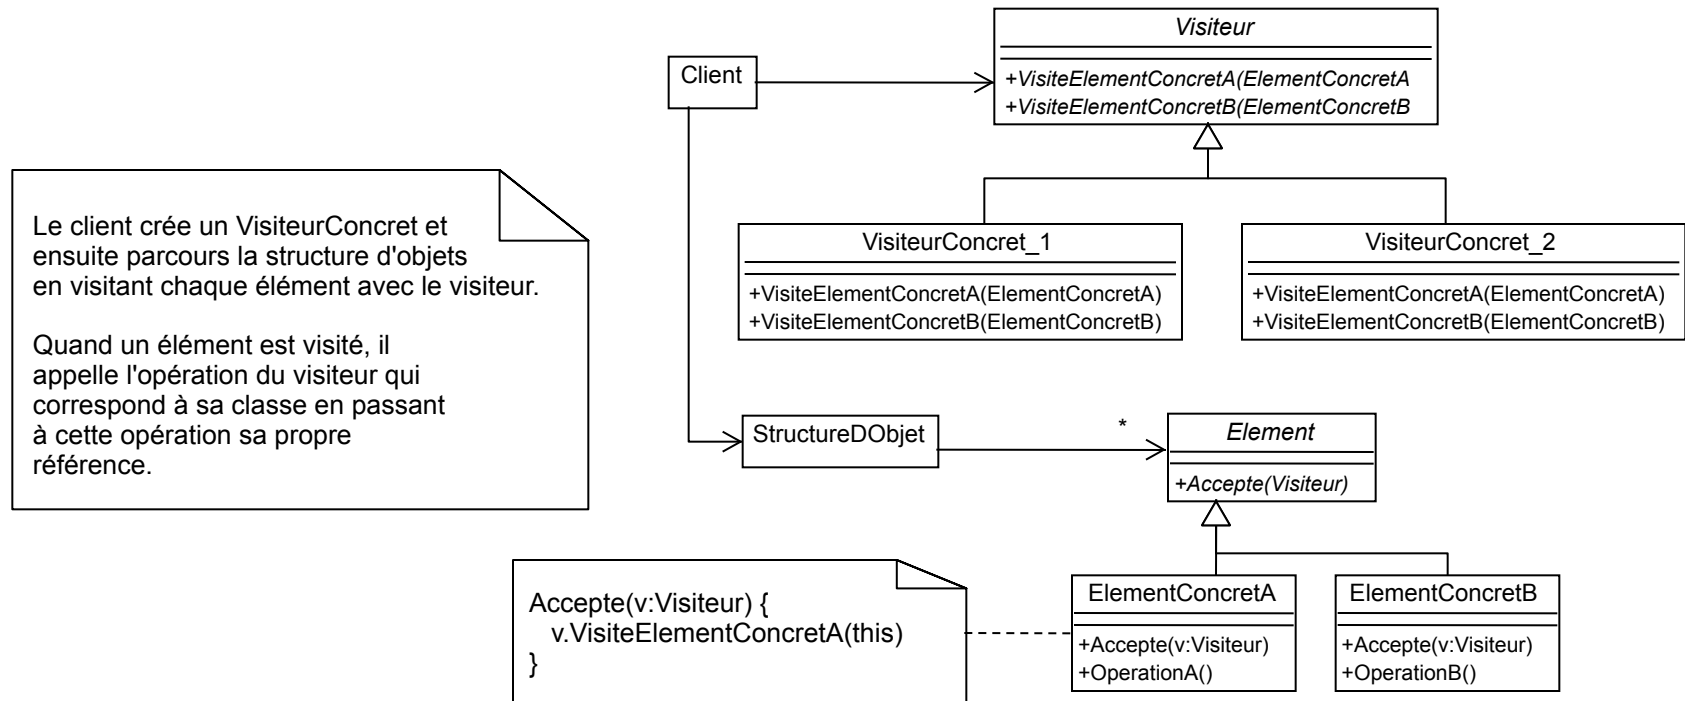 Visiteur
+VisiteElementConcretA(ElementConcretA
+VisiteElementConcretB(ElementConcretB
Client
Le client crée un VisiteurConcret et
ensuite parcours la structure d'objets
en visitant chaque élément avec le visiteur.
Quand un élément est visité, il
appelle l'opération du visiteur qui
correspond à sa classe en passant
à cette opération sa propre
référence.
VisiteurConcret_1
+VisiteElementConcretA(ElementConcretA)
+VisiteElementConcretB(ElementConcretB)
VisiteurConcret_2
+VisiteElementConcretA(ElementConcretA)
+VisiteElementConcretB(ElementConcretB)
StructureDObjet
*
Element
+Accepte(Visiteur)
Accepte(v:Visiteur) {
v.VisiteElementConcretA(this)
}
ElementConcretA
+Accepte(v:Visiteur)
+OperationA()
ElementConcretB
+Accepte(v:Visiteur)
+OperationB()